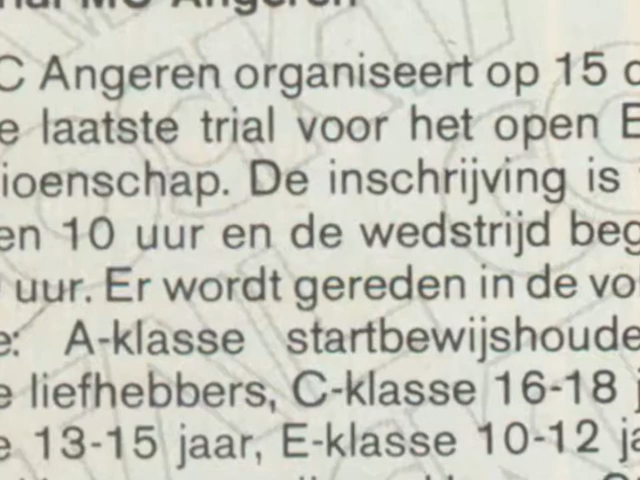 MC Angeren
C Angeren organiseert op 15
e laatste trial voor het open
ioenschap. De inschrijving is
en 10 uur en de wedstrijd beg
uur. Er wordt gereden in de vo
e: A-klasse startbewijshoude
e liefhebbers, C-klasse 16-18 j
e 13-15 jaar, E-klasse 10-12 ja